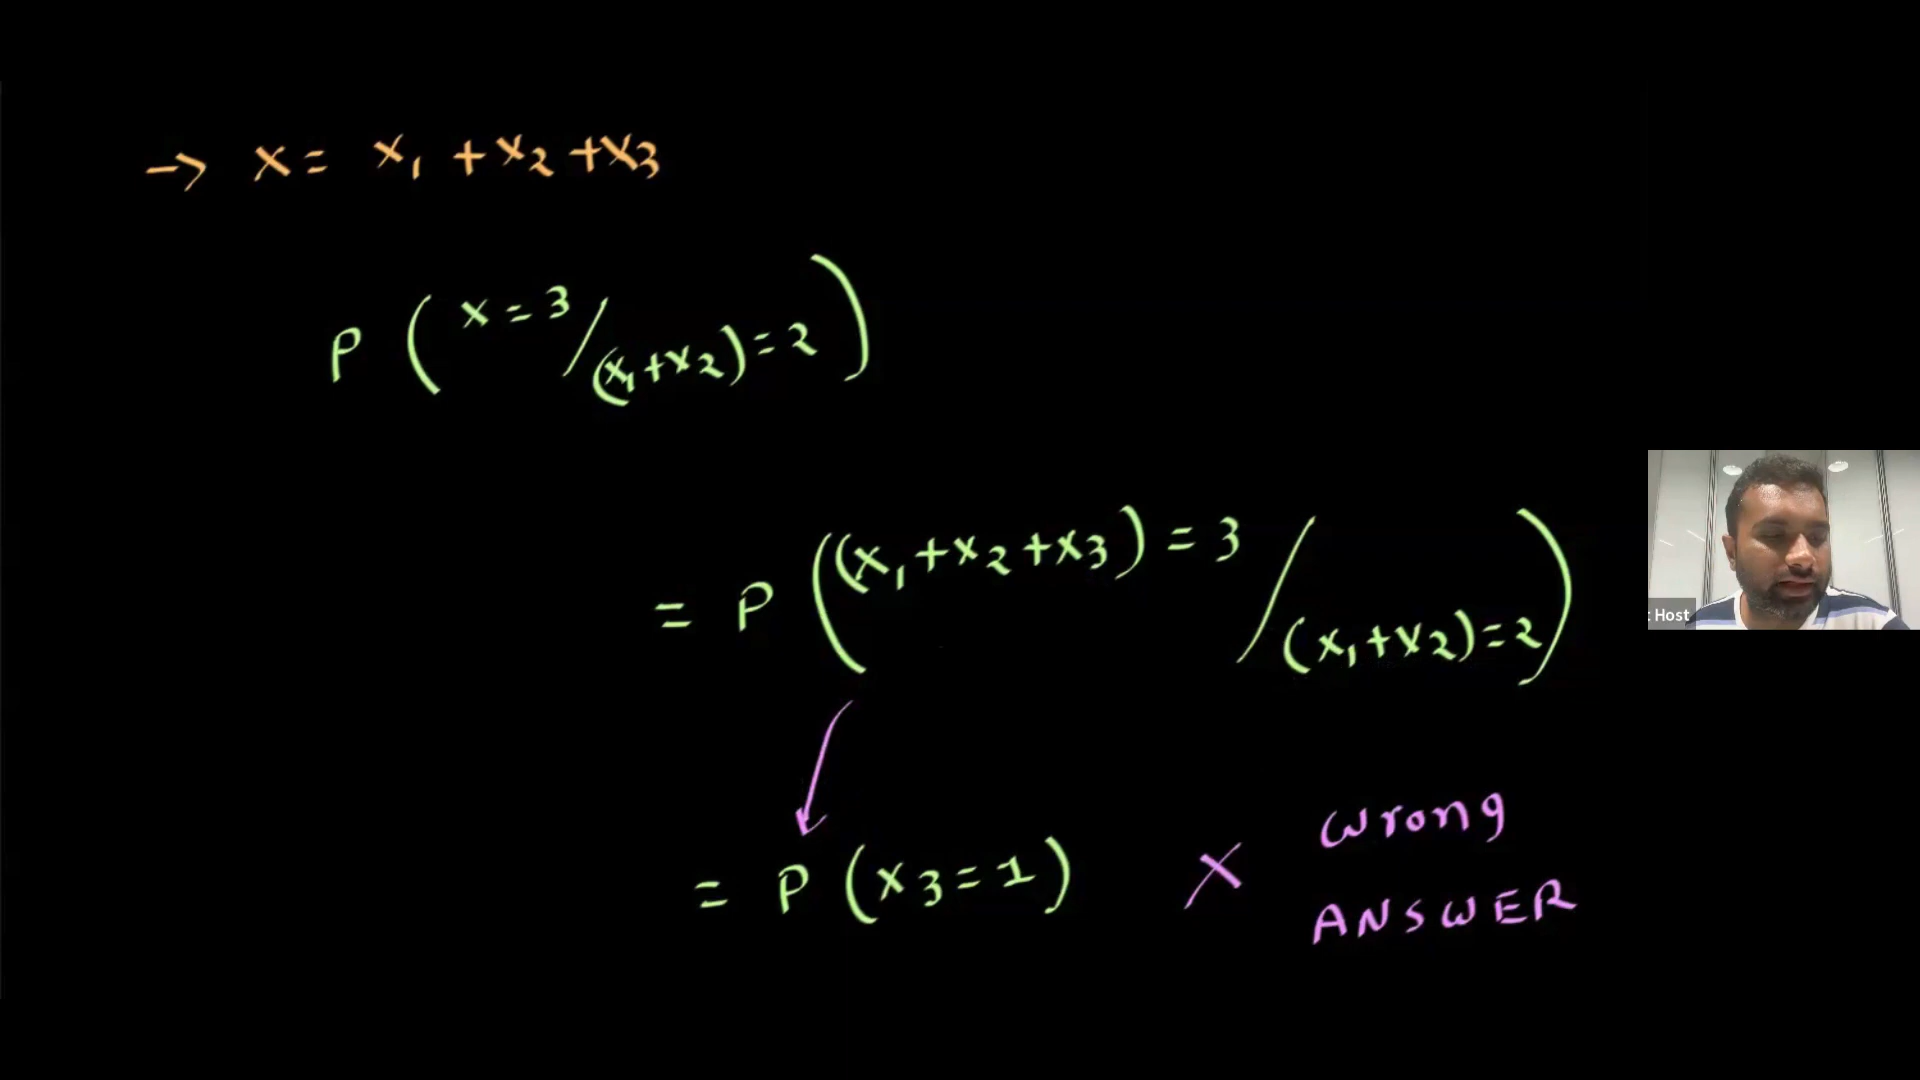 → x = x₁ + x₂ + x₃
P ( x = 3 / (x₁ + x₂) = 2 )
= P ( (x₁ + x₂ + x₃) = 3 / (x₁ + x₂) = 2 )
= P ( x₃ = 1 ) X wrong
ANSWER
: Host